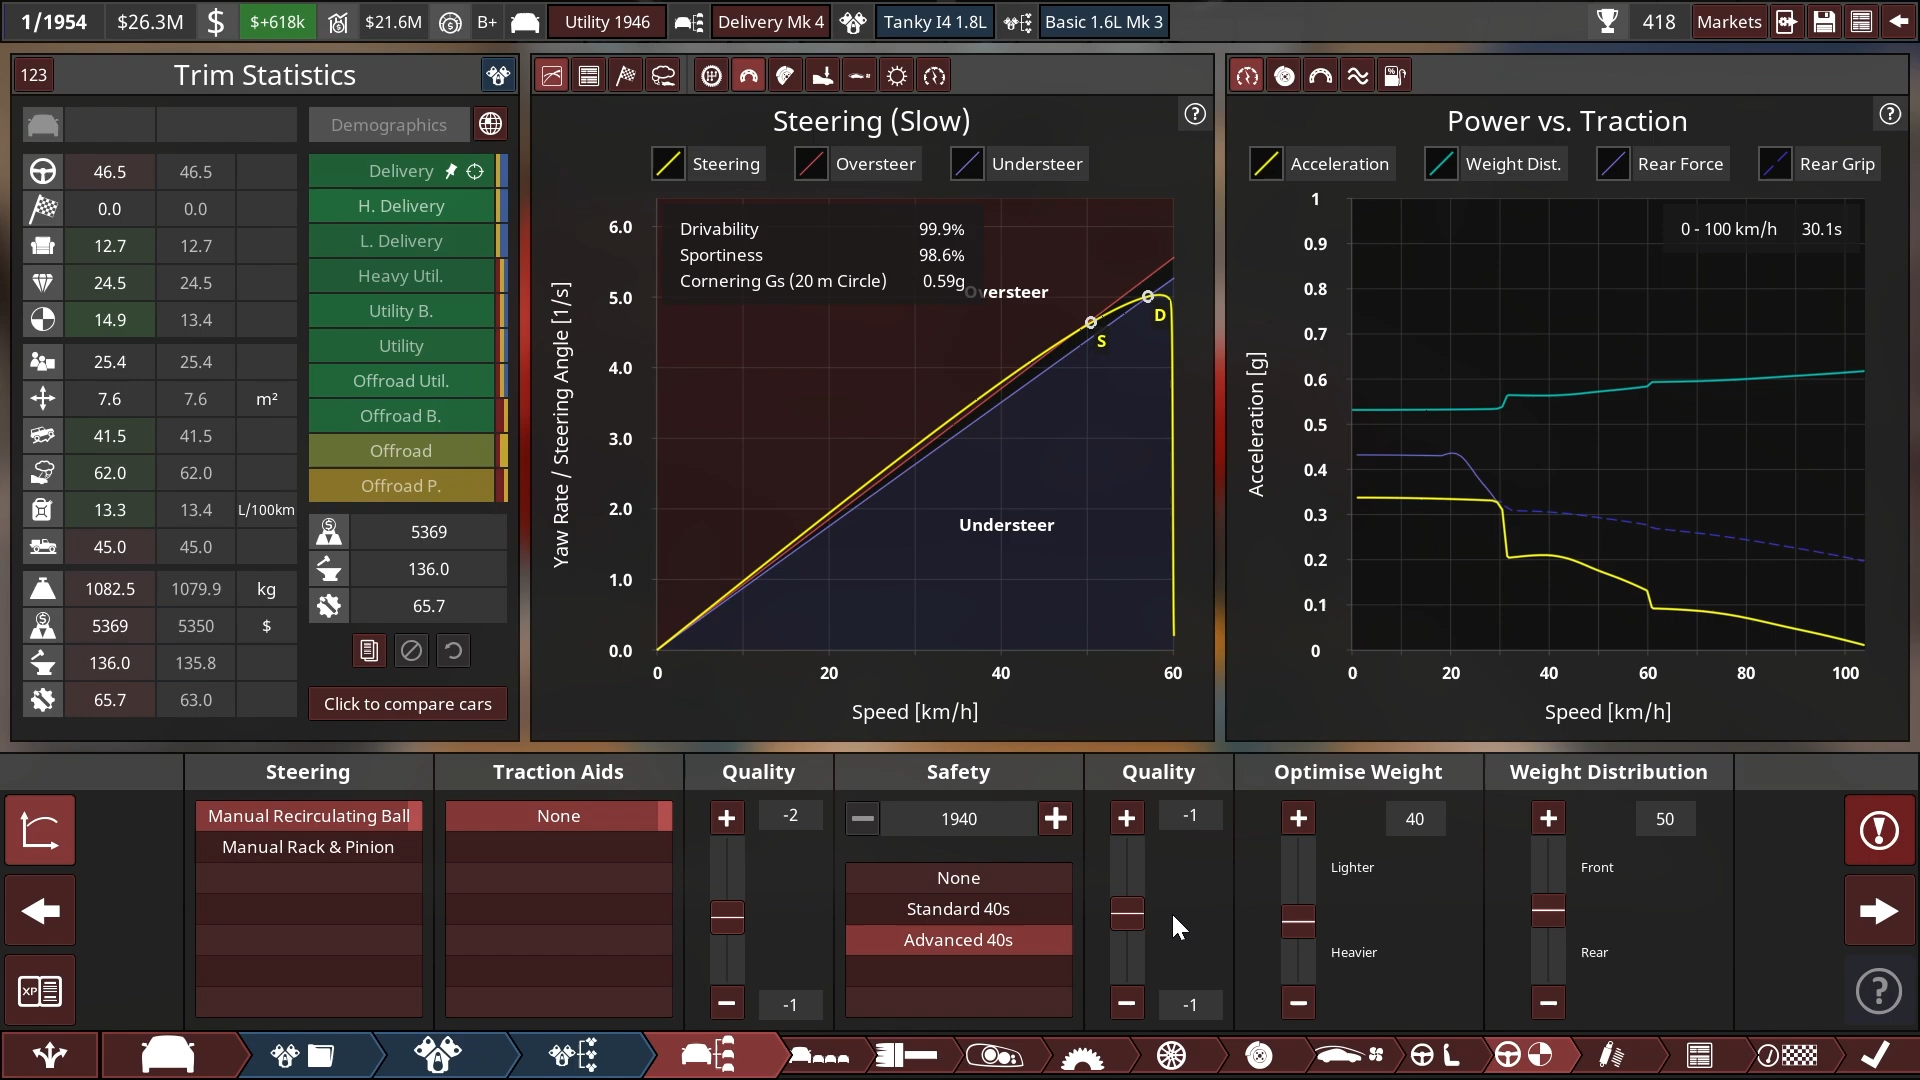 1/1954 $26.3M $ $+618k $21.6M B+ Utility 1946 Delivery Mk 4 Tanky I4 1.8L Basic 1.6L Mk 3 418 Markets
123 Trim Statistics
Demographics
46.5 46.5
0.0 0.0
12.7 12.7
24.5 24.5
14.9 13.4
25.4 25.4
7.6 7.6 m²
41.5 41.5
62.0 62.0
13.3 13.4 L/100km
45.0 45.0
1082.5 1079.9 kg
5369 5350 $
136.0 135.8
65.7 63.0
Delivery
H. Delivery
L. Delivery
Heavy Util.
Utility B.
Utility
Offroad Util.
Offroad B.
Offroad
Offroad P.
5369
136.0
65.7
Click to compare cars
Steering (Slow)
?
Steering Oversteer Understeer
Drivability 99.9%
Sportiness 98.6%
Cornering Gs (20 m Circle) 0.59g
Oversteer
D
S
Understeer
Yaw Rate / Steering Angle [1/s]
6.0
5.0
4.0
3.0
2.0
1.0
0.0
0 20 40 60
Speed [km/h]
Power vs. Traction
?
Acceleration Weight Dist. Rear Force Rear Grip
0 - 100 km/h 30.1s
Acceleration [g]
1
0.9
0.8
0.7
0.6
0.5
0.4
0.3
0.2
0.1
0
0 20 40 60 80 100
Speed [km/h]
Steering
Manual Recirculating Ball
Manual Rack & Pinion
Traction Aids
None
Quality
+ -2
- -1
Safety
- 1940 +
None
Standard 40s
Advanced 40s
Quality
+ -1
- -1
Optimise Weight
+ 40
Lighter
Heavier
-
Weight Distribution
+ 50
Front
Rear
-
XP
?